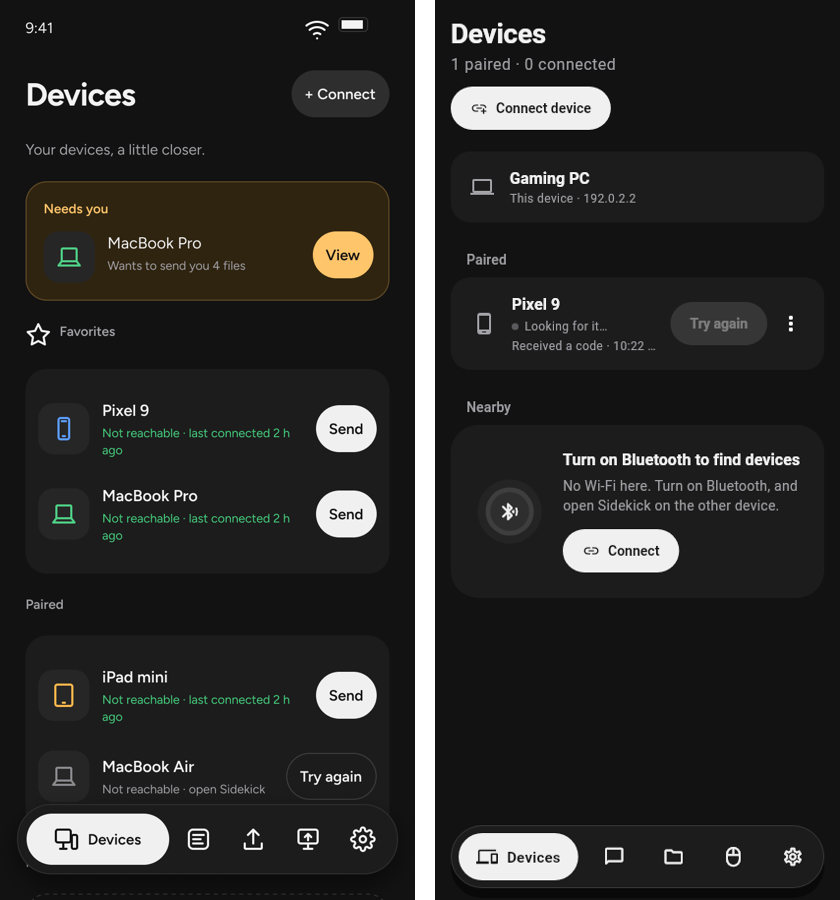 9:41
Devices
+ Connect
Your devices, a little closer.
Needs you
MacBook Pro
Wants to send you 4 files
View
Favorites
Pixel 9
Not reachable · last connected 2 h
ago
Send
MacBook Pro
Not reachable · last connected 2 h
ago
Send
Paired
iPad mini
Not reachable · last connected 2 h
ago
Send
MacBook Air
Not reachable · open Sidekick
Try again
Devices
Devices
1 paired · 0 connected
Connect device
Gaming PC
This device · 192.0.2.2
Paired
Pixel 9
Looking for it…
Received a code · 10:22 …
Try again
Nearby
Turn on Bluetooth to find devices
No Wi-Fi here. Turn on Bluetooth, and
open Sidekick on the other device.
Connect
Devices